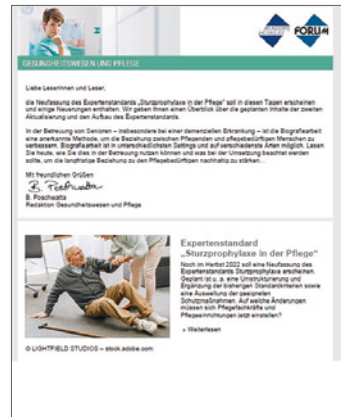 FORUM
GESUNDHEITSWESEN UND PFLEGE
Liebe Leserinnen und Leser,
die Neufassung des Expertenstandards „Sturzprophylaxe in der Pflege“ soll in diesen Tagen erscheinen
und einige Neuerungen enthalten. Wir geben Ihnen einen Überblick über die geplanten Inhalte der zweiten
Aktualisierung und den Aufbau des Expertenstandards.
In der Betreuung von Senioren – insbesondere bei einer demenziellen Erkrankung – ist die Biografiearbeit
eine anerkannte Methode, um die Beziehung zwischen Pflegenden und pflegebedürftigen Menschen zu
verbessern. Biografiearbeit ist in unterschiedlichsten Settings und auf verschiedenste Arten möglich. Lesen
Sie heute, wie Sie dies in der Betreuung nutzen können und was bei der Umsetzung beachtet werden
sollte, um die langfristige Beziehung zu den Pflegebedürftigen nachhaltig zu stärken...
Mit freundlichen Grüßen
B. Poschwatta
B. Poschwatta
Redaktion Gesundheitswesen und Pflege
Expertenstandard
„Sturzprophylaxe in der Pflege“
Noch im Herbst 2022 soll eine Neufassung des
Expertenstandards Sturzprophylaxe erscheinen.
Geplant ist u. a. eine Umstrukturierung und
Ergänzung der bisherigen Standardkriterien sowie
eine Ausweitung der geeigneten
Schutzmaßnahmen. Auf welche Änderungen
müssen sich Pflegefachkräfte und
Pflegeeinrichtungen jetzt einstellen?
» Weiterlesen
© LIGHTFIELD STUDIOS – stock.adobe.com